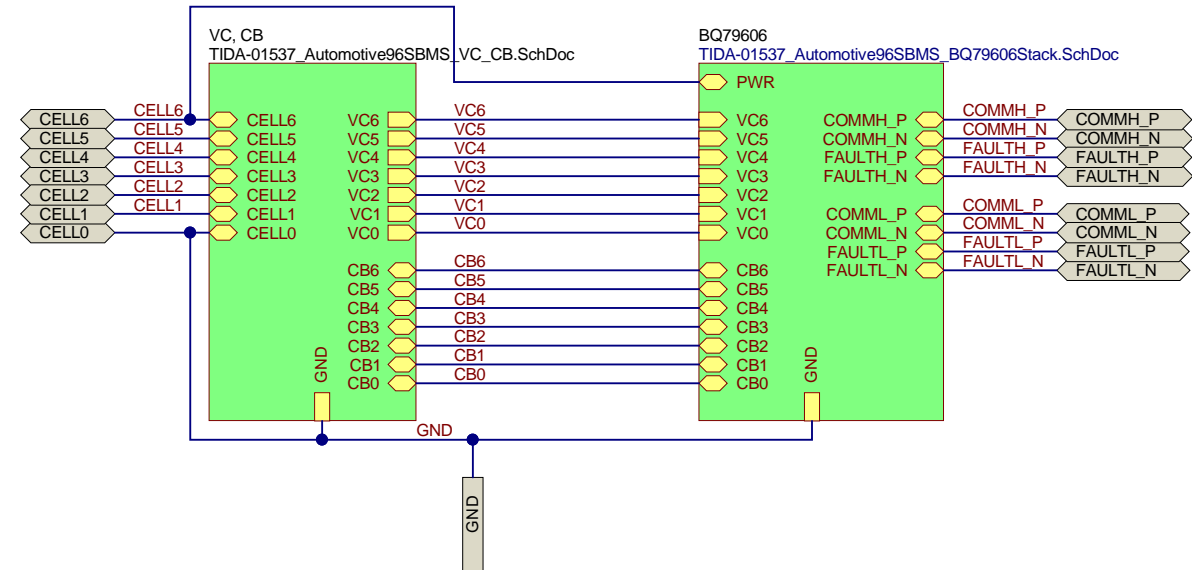 VC, CB
TIDA-01537_Automotive96SBMS_VC_CB.SchDoc
BQ79606
TIDA-01537_Automotive96SBMS_BQ79606Stack.SchDoc
PWR
CELL6 CELL6 CELL6 VC6 VC6 VC6 COMMH_P COMMH_P COMMH_P
CELL5 CELL5 CELL5 VC5 VC5 VC5 COMMH_N COMMH_N COMMH_N
CELL4 CELL4 CELL4 VC4 VC4 VC4 FAULTH_P FAULTH_P FAULTH_P
CELL3 CELL3 CELL3 VC3 VC3 VC3 FAULTH_N FAULTH_N FAULTH_N
CELL2 CELL2 CELL2 VC2 VC2 VC2
CELL1 CELL1 CELL1 VC1 VC1 VC1 COMML_P COMML_P COMML_P
CELL0 CELL0 VC0 VC0 VC0 COMML_N COMML_N COMML_N
FAULTL_P FAULTL_P FAULTL_P
CB6 CB6 CB6 FAULTL_N FAULTL_N FAULTL_N
CB5 CB5 CB5
CB4 CB4 CB4
CB3 CB3 CB3
CB2 CB2 CB2
CB1 CB1 CB1
CB0 CB0 CB0
GND
GND
GND
GND